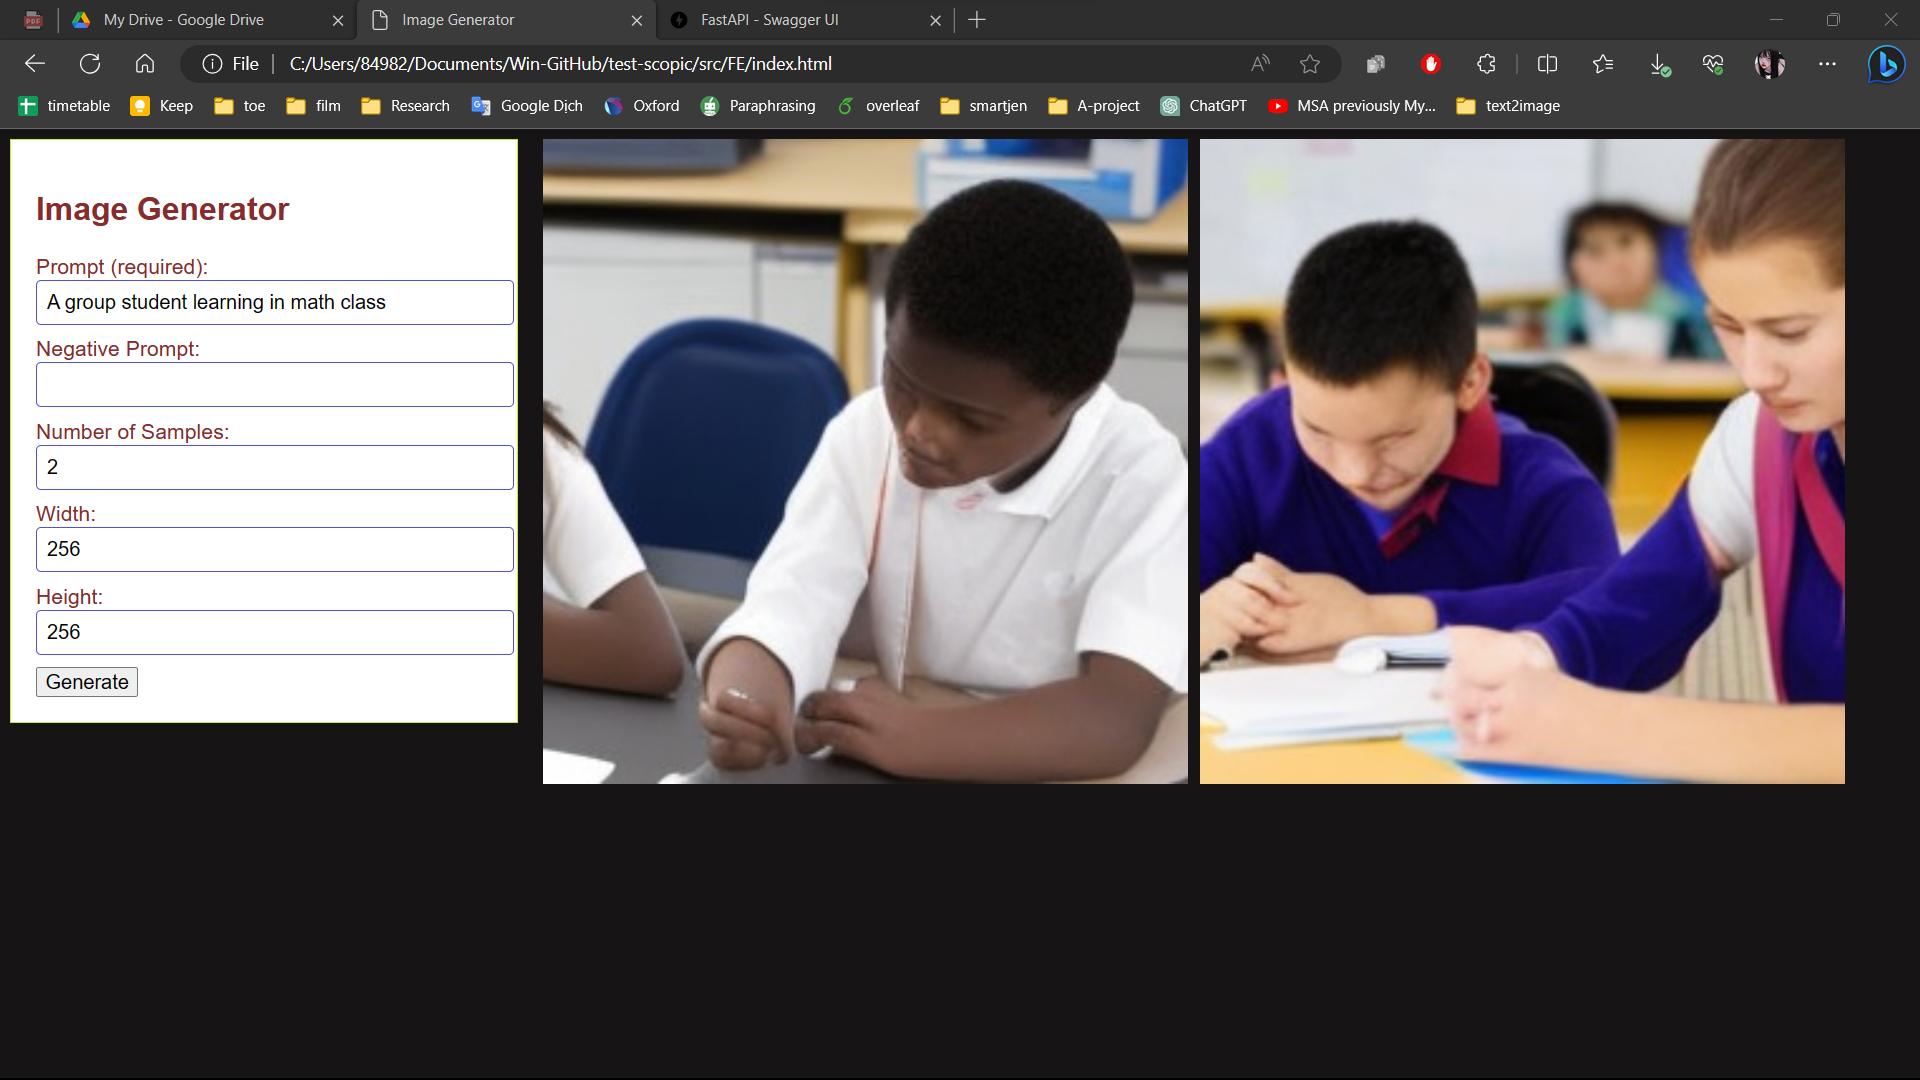 PDF
My Drive - Google Drive
Image Generator
FastAPI - Swagger UI
File
C:/Users/84982/Documents/Win-GitHub/test-scopic/src/FE/index.html
timetable
Keep
toe
film
Research
Google Dịch
Oxford
Paraphrasing
overleaf
smartjen
A-project
ChatGPT
MSA previously My...
text2image
Image Generator
Prompt (required):
A group student learning in math class
Negative Prompt:
Number of Samples:
2
Width:
256
Height:
256
Generate